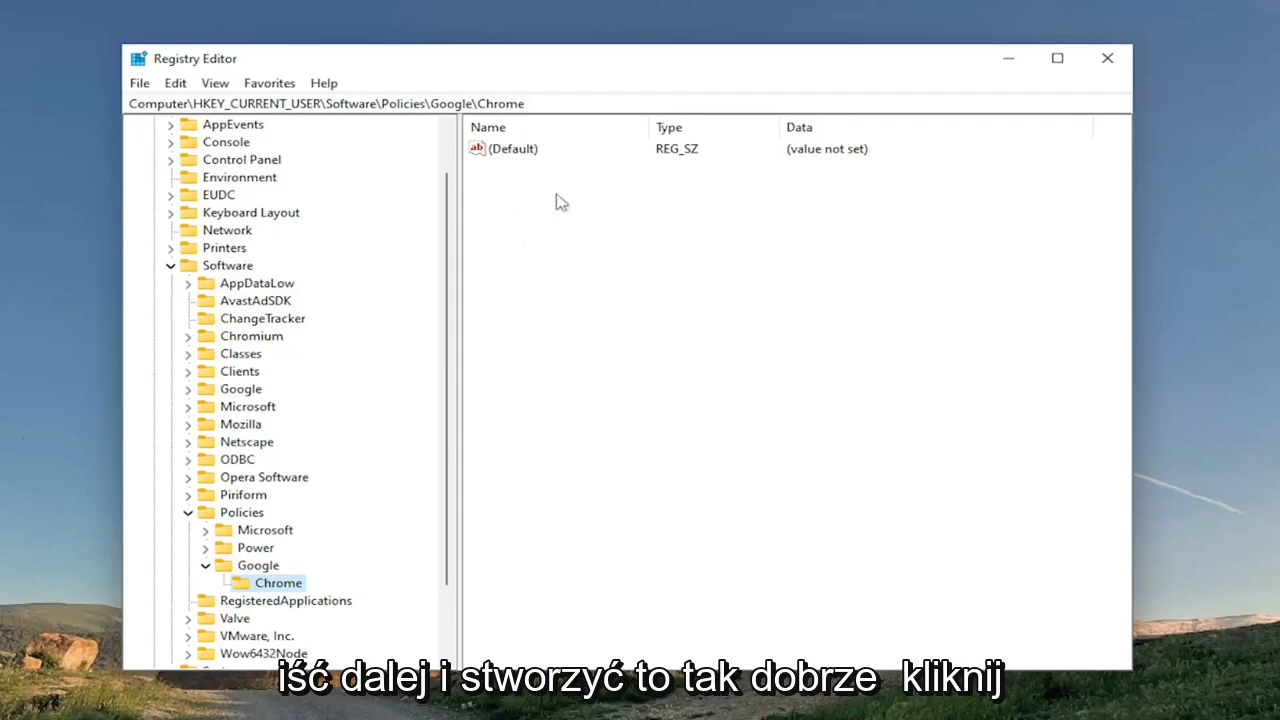 Registry Editor
File Edit View Favorites Help
Computer\HKEY_CURRENT_USER\Software\Policies\Google\Chrome
Name Type Data
(Default) REG_SZ (value not set)
AppEvents
Console
Control Panel
Environment
EUDC
Keyboard Layout
Network
Printers
Software
AppDataLow
AvastAdSDK
ChangeTracker
Chromium
Classes
Clients
Google
Microsoft
Mozilla
Netscape
ODBC
Opera Software
Piriform
Policies
Microsoft
Power
Google
Chrome
RegisteredApplications
Valve
VMware, Inc.
Wow6432Node
iść dalej i stworzyć to tak dobrze kliknij